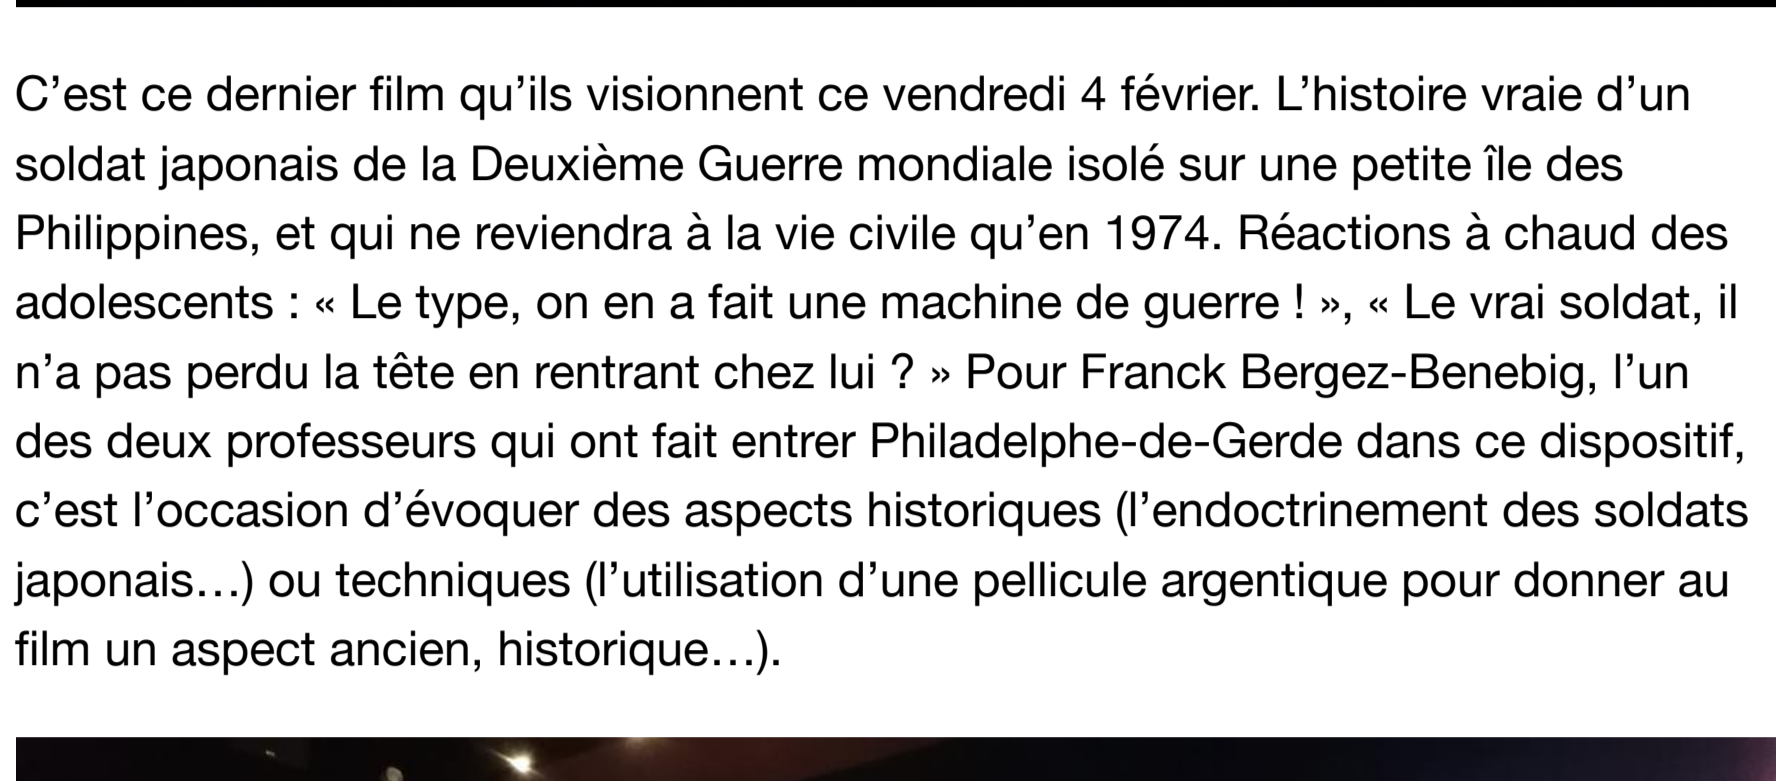 C’est ce dernier film qu’ils visionnent ce vendredi 4 février. L’histoire vraie d’un
soldat japonais de la Deuxième Guerre mondiale isolé sur une petite île des
Philippines, et qui ne reviendra à la vie civile qu’en 1974. Réactions à chaud des
adolescents : « Le type, on en a fait une machine de guerre ! », « Le vrai soldat, il
n’a pas perdu la tête en rentrant chez lui ? » Pour Franck Bergez-Benebig, l’un
des deux professeurs qui ont fait entrer Philadelphe-de-Gerde dans ce dispositif,
c’est l’occasion d’évoquer des aspects historiques (l’endoctrinement des soldats
japonais…) ou techniques (l’utilisation d’une pellicule argentique pour donner au
film un aspect ancien, historique…).